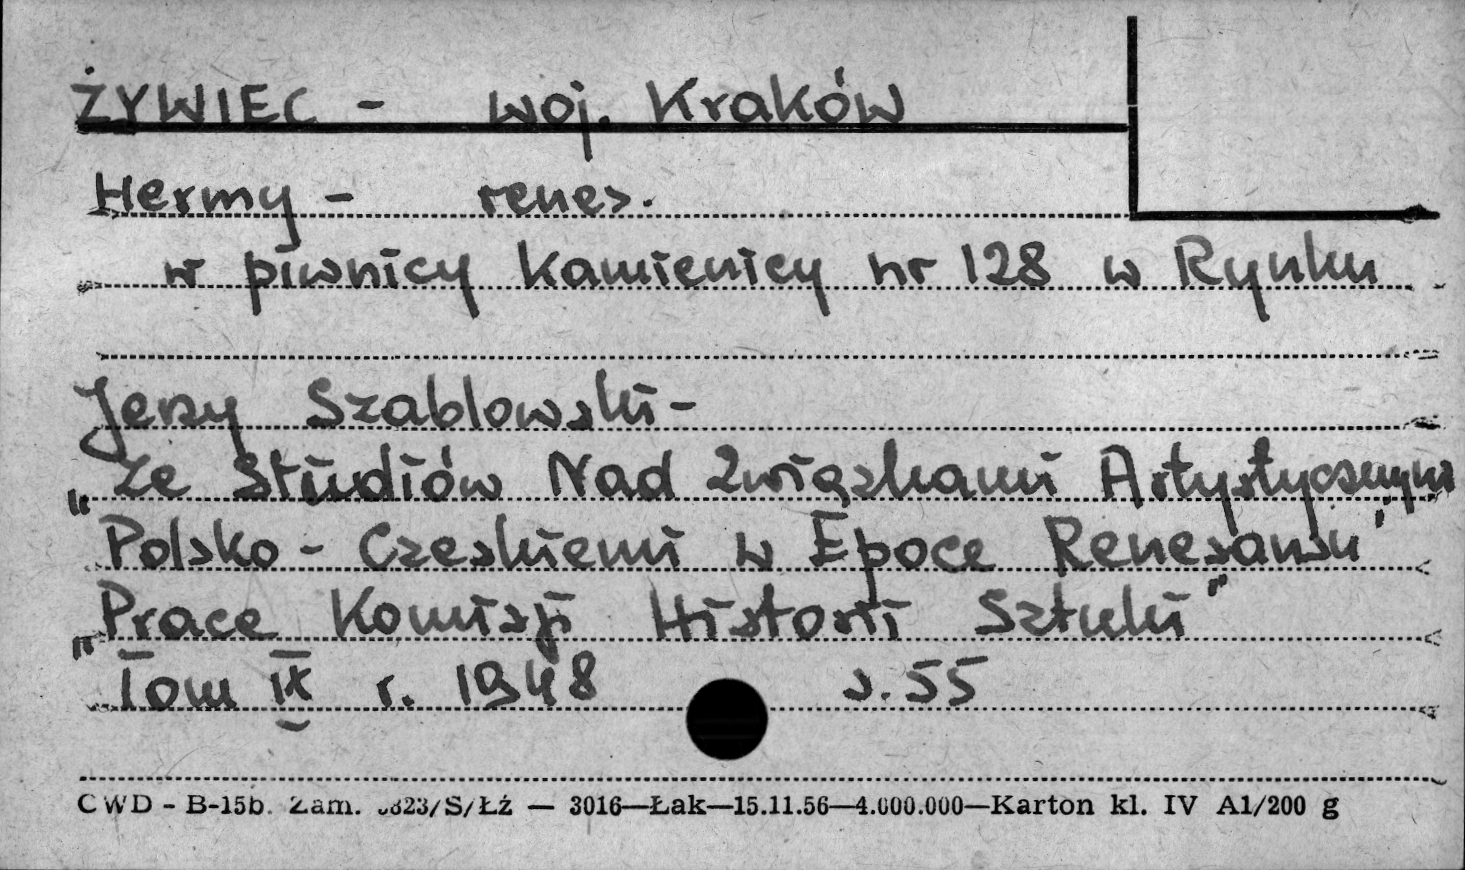 ŻYWIEC - woj. Kraków
Hermy - renes.
w piwnicy kamienicy nr 128 w Rynku
Jerzy Szablowski -
"Ze Studiów Nad Związkami Artystycznymi
Polsko - Czeskiemi w Epoce Renesansu"
"Prace Komisji Historii Sztuki"
Tom IX r. 1948 s. 55
CWD - B-15b. Zam. 3823/S/Łź — 3016—Łak—15.11.56—4.000.000—Karton kl. IV A1/200 g